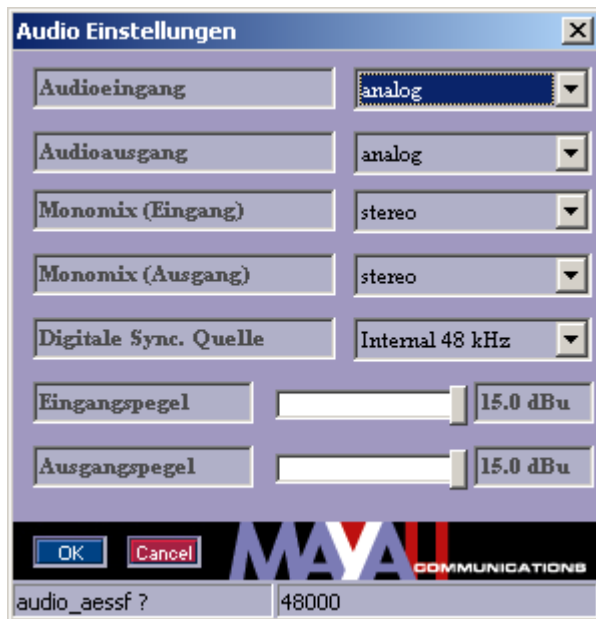 Audio Einstellungen
Audioeingang analog
Audioausgang analog
Monomix (Eingang) stereo
Monomix (Ausgang) stereo
Digitale Sync. Quelle Internal 48 kHz
Eingangspegel 15.0 dBu
Ausgangspegel 15.0 dBu
OK Cancel MAYAH COMMUNICATIONS
audio_aessf ? 48000